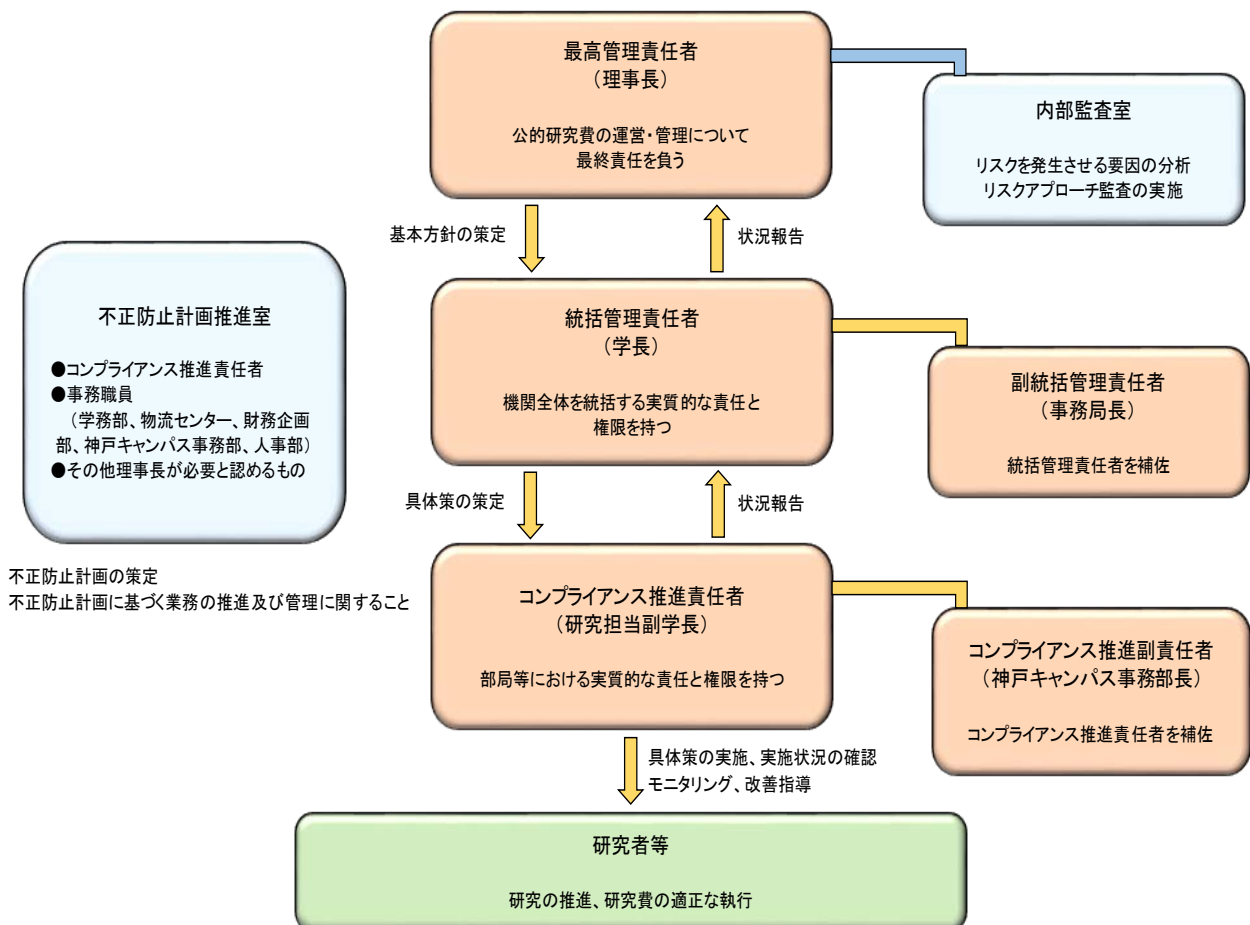 最高管理責任者
（理事長）
公的研究費の運営・管理について
最終責任を負う
内部監査室
リスクを発生させる要因の分析
リスクアプローチ監査の実施
基本方針の策定
状況報告
不正防止計画推進室
●コンプライアンス推進責任者
●事務職員
（学務部、物流センター、財務企画
部、神戸キャンパス事務部、人事部）
●その他理事長が必要と認めるもの
不正防止計画の策定
不正防止計画に基づく業務の推進及び管理に関すること
統括管理責任者
（学長）
機関全体を統括する実質的な責任と
権限を持つ
副統括管理責任者
（事務局長）
統括管理責任者を補佐
具体策の策定
状況報告
コンプライアンス推進責任者
（研究担当副学長）
部局等における実質的な責任と権限を持つ
コンプライアンス推進副責任者
（神戸キャンパス事務部長）
コンプライアンス推進責任者を補佐
具体策の実施、実施状況の確認
モニタリング、改善指導
研究者等
研究の推進、研究費の適正な執行